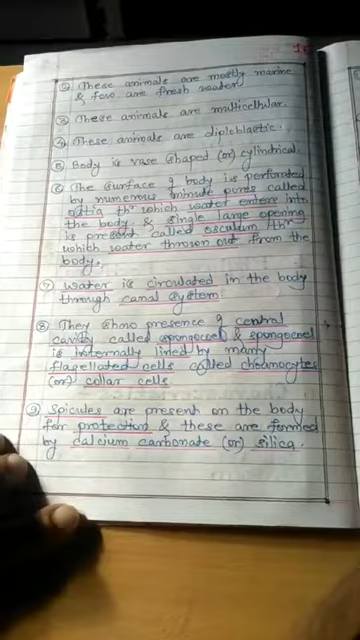 ② These animals are mostly marine
& few are fresh water
③ These animals are multicellular.
④ These animals are diploblastic.
⑤ Body is vase shaped (or) cylindrical.
⑥ The surface of body is perforated
by numerous minute pores called
ostia thr which water enters into
the body & single large opening
is present called osculum thr
which water thrown out from the
body.
⑦ Water is circulated in the body
through canal system
⑧ They show presence of central
cavity called spongocoel & spongocoel
is internally lined by many
flagellated cells called choanocytes
(or) collar cells
⑨ Spicules are present on the body
for protection & these are formed
by calcium carbonate (or) silica.